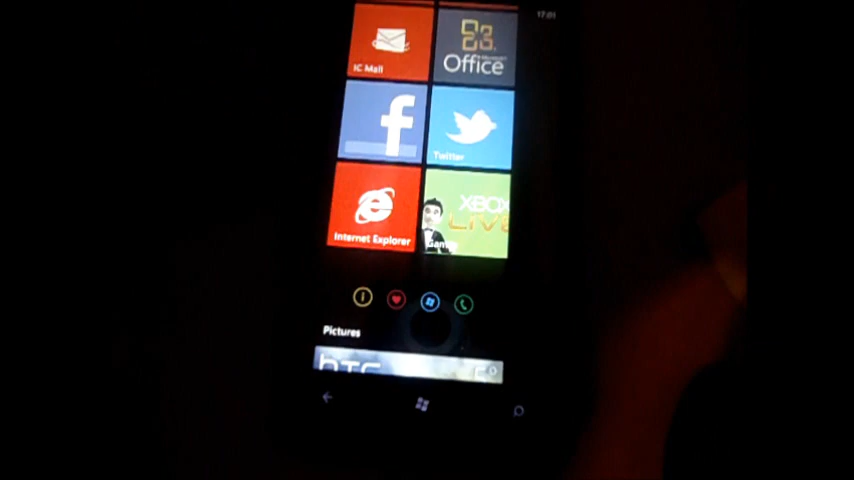 17:01
IC Mail
Office
f
Twitter
Internet Explorer
XBOX
LIVE
Games
Pictures
hTC